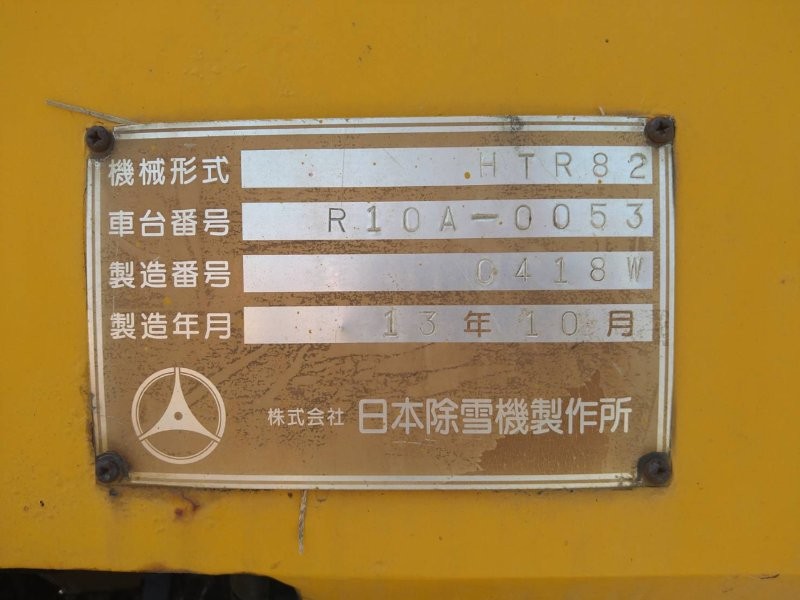 機械形式 HTR82
車台番号 R10A-0053
製造番号 C418W
製造年月 13年10月
株式会社 日本除雪機製作所